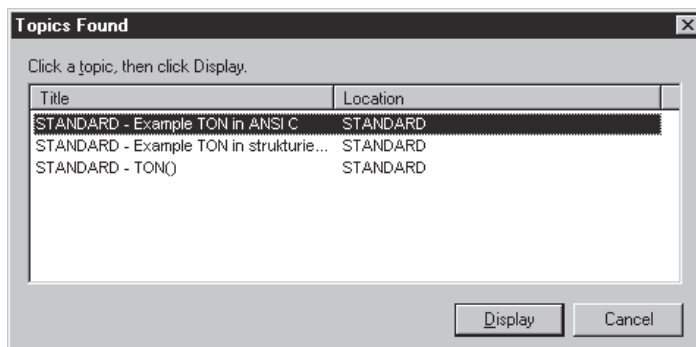 Topics Found
Click a topic, then click Display.
Title Location
STANDARD - Example TON in ANSI C STANDARD
STANDARD - Example TON in strukturie... STANDARD
STANDARD - TON() STANDARD
Display Cancel